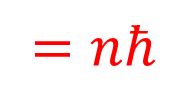 = nħ